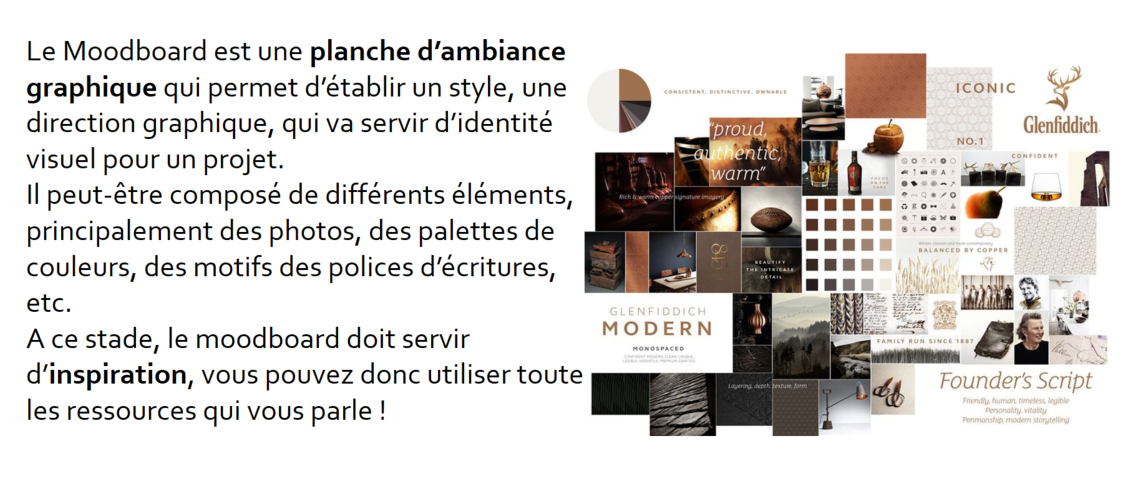 Le Moodboard est une planche d’ambiance
graphique qui permet d’établir un style, une
direction graphique, qui va servir d’identité
visuel pour un projet.
Il peut-être composé de différents éléments,
principalement des photos, des palettes de
couleurs, des motifs des polices d’écritures,
etc.
A ce stade, le moodboard doit servir
d’inspiration, vous pouvez donc utiliser toute
les ressources qui vous parle !
CONSISTENT, DISTINCTIVE, OWNABLE
ICONIC
Glenfiddich
NO.1
“proud,
authentic,
warm”
CONFIDENT
Rich & warm copper signature imagery
BALANCED BY COPPER
BEAUTIFY
THE INTRICATE
DETAIL
GLENFIDDICH
MODERN
MONOSPACED
FAMILY RUN SINCE 1887
Layering, depth, texture, form.
Founder’s Script
Friendly, human, timeless, legible
Personality, vitality
Penmanship, modern storytelling